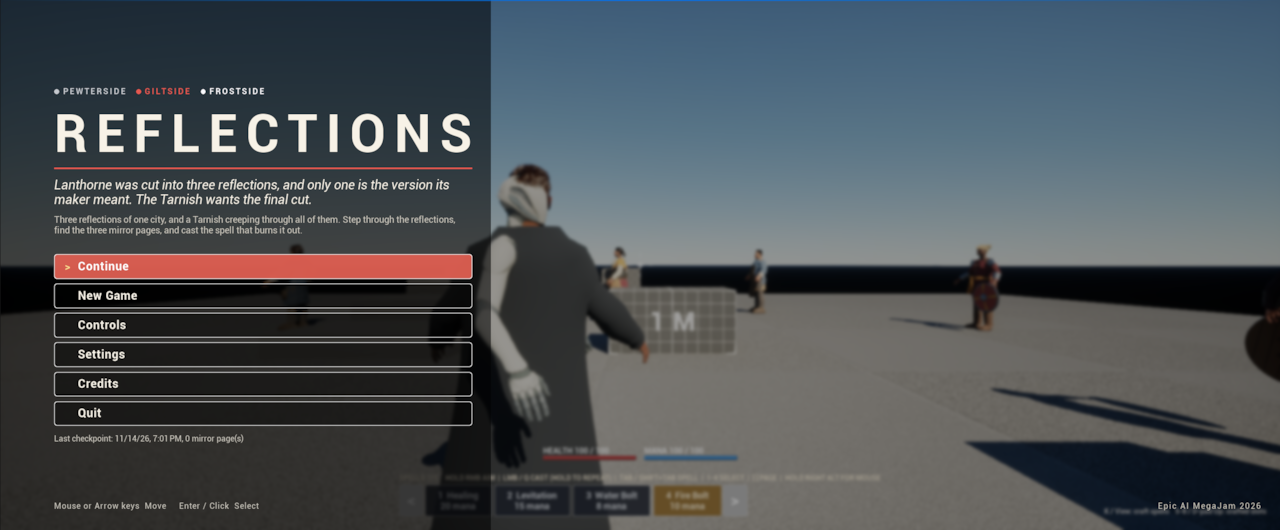 PEWTERSIDE GILTSIDE FROSTSIDE
REFLECTIONS
Lanthorne was cut into three reflections, and only one is the version its
maker meant. The Tarnish wants the final cut.
Three reflections of one city, and a Tarnish creeping through all of them. Step through the reflections,
find the three mirror pages, and cast the spell that burns it out.
> Continue
New Game
Controls
Settings
Credits
Quit
Last checkpoint: 11/14/26, 7:01 PM, 0 mirror page(s)
1 M
HEALTH 100 / 100
1 Healing
20 mana
2 Levitation
15 mana
3 Water Bolt
8 mana
4 Fire Bolt
10 mana
Mouse or Arrow keys Move Enter / Click Select
Epic AI MegaJam 2026